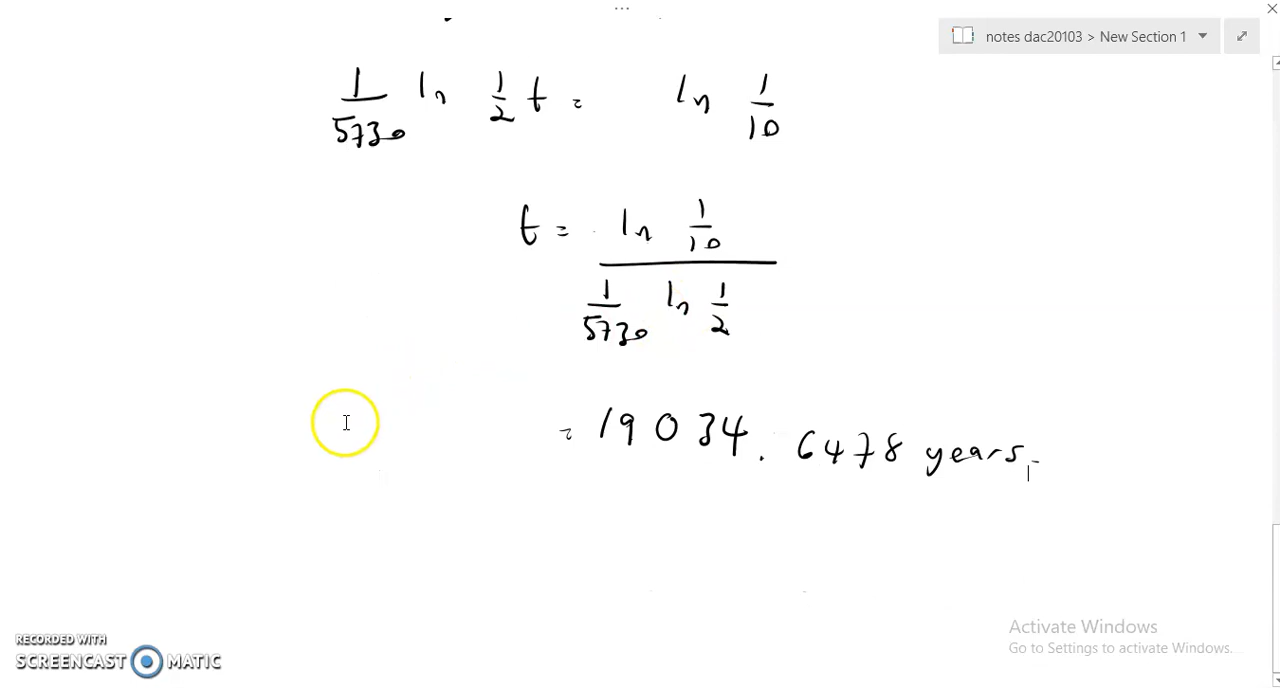 notes dac20103 > New Section 1
1/5730 ln 1/2 t = ln 1/10
t = ln 1/10
1/5730 ln 1/2
= 19034.6478 years
Activate Windows
Go to Settings to activate Windows.
RECORDED WITH
SCREENCAST MATIC